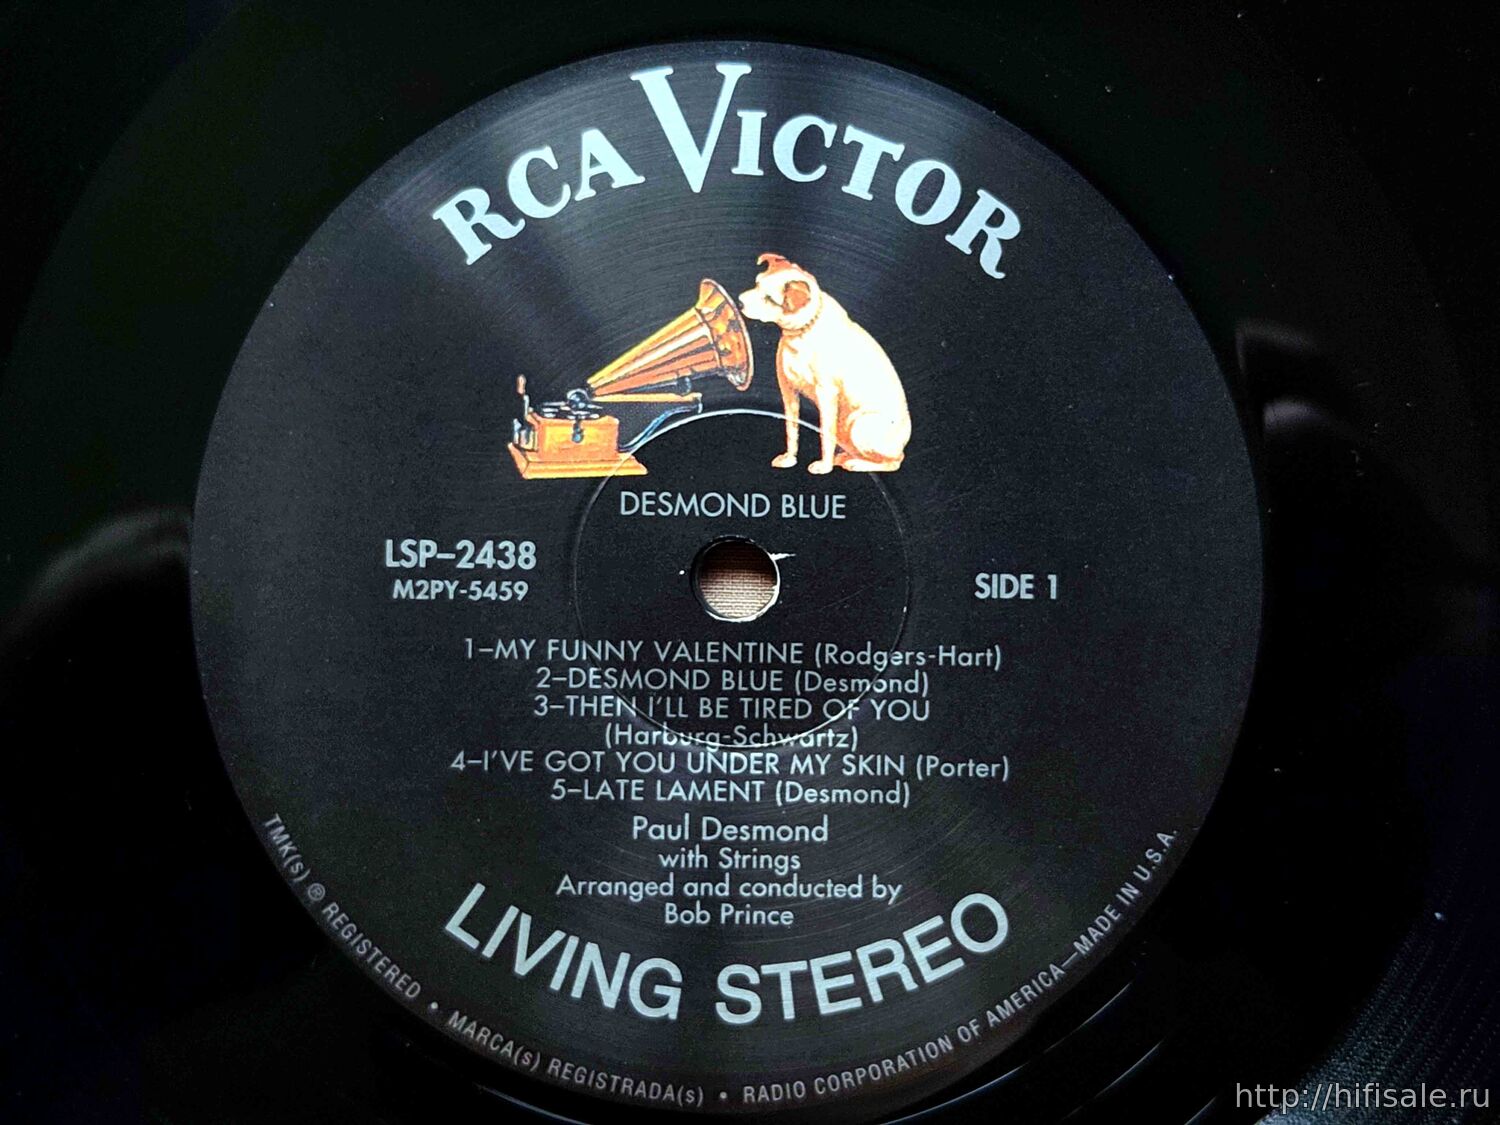 RCA VICTOR
DESMOND BLUE
LSP–2438
M2PY-5459
SIDE 1
1–MY FUNNY VALENTINE (Rodgers-Hart)
2–DESMOND BLUE (Desmond)
3–THEN I'LL BE TIRED OF YOU
(Harburg-Schwartz)
4–I'VE GOT YOU UNDER MY SKIN (Porter)
5–LATE LAMENT (Desmond)
Paul Desmond
with Strings
Arranged and conducted by
Bob Prince
LIVING STEREO
TMK(s) ® REGISTERED • MARCA(s) REGISTRADA(s) • RADIO CORPORATION OF AMERICA—MADE IN U.S.A.
http://hifisale.ru